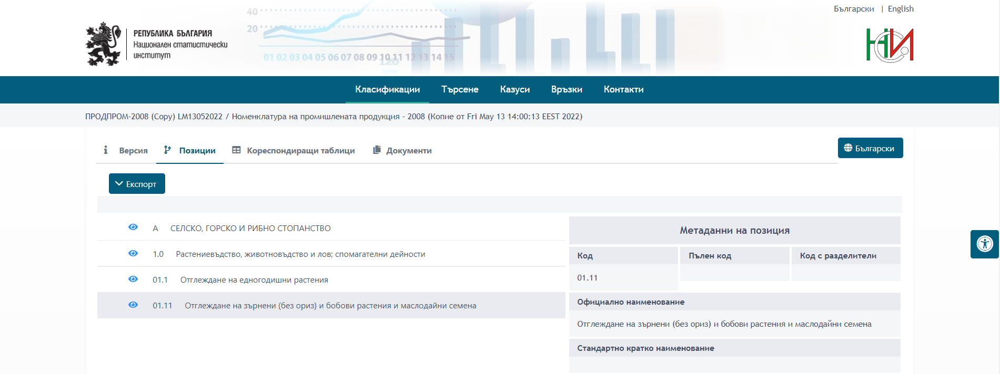 Български | English
40
20
01 02 03 04 05 06 07 08 09 10 11 12 13 14 15
120
РЕПУБЛИКА БЪЛГАРИЯ
Национален статистически
институт
НСИ
Класификации Търсене Казуси Връзки Контакти
ПРОДПРОМ-2008 (Copy) LM13052022 / Номенклатура на промишлената продукция - 2008 (Копие от Fri May 13 14:00:13 EEST 2022)
Версия Позиции Кореспондиращи таблици Документи Български
Експорт
A СЕЛСКО, ГОРСКО И РИБНО СТОПАНСТВО
1.0 Растениевъдство, животновъдство и лов; спомагателни дейности
01.1 Отглеждане на едногодишни растения
01.11 Отглеждане на зърнени (без ориз) и бобови растения и маслодайни семена
Метаданни на позиция
Код Пълен код Код с разделители
01.11
Официално наименование
Отглеждане на зърнени (без ориз) и бобови растения и маслодайни семена
Стандартно кратко наименование